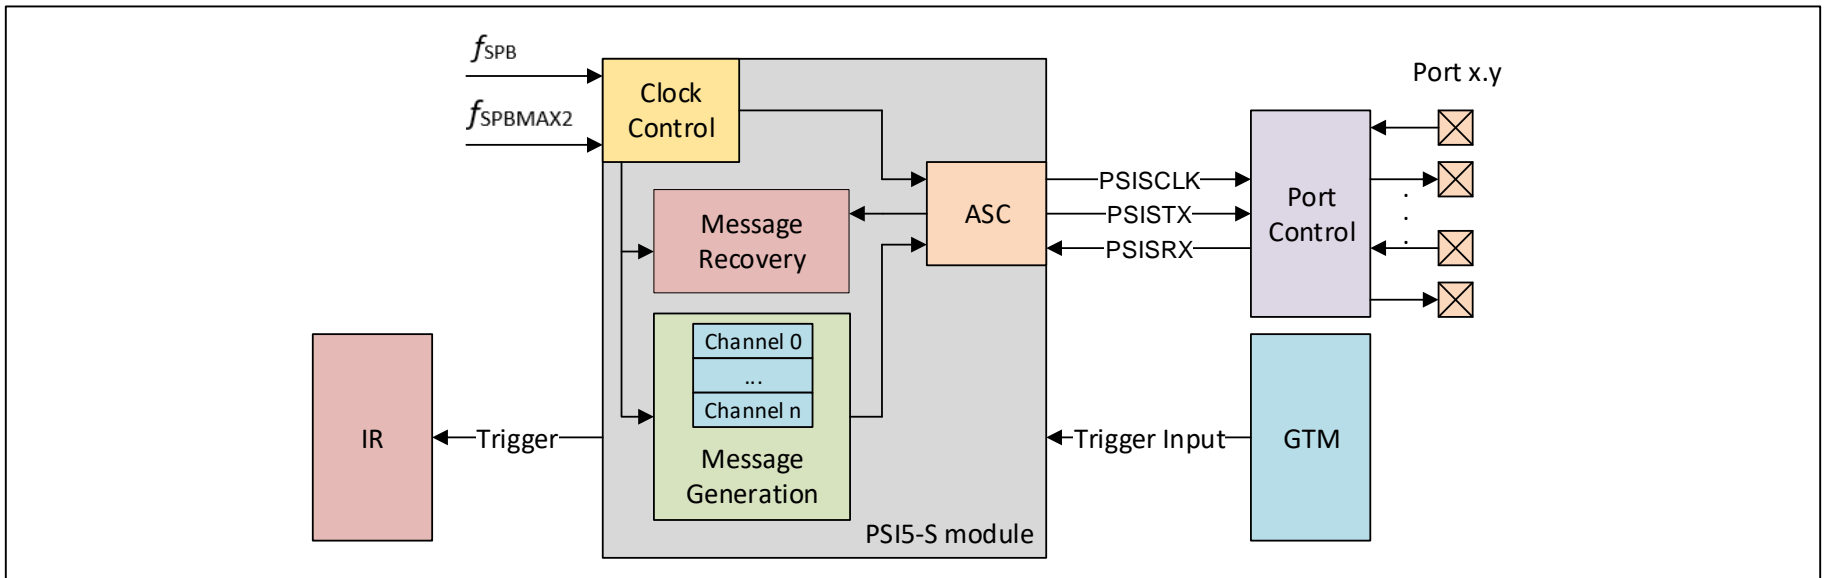 fSPB
Port x.y
Clock
Control
fSPBMAX2
PSISCLK
Port
Control
ASC
PSISTX
Message
Recovery
PSISRX
Channel 0
...
Channel n
IR
Trigger
Trigger Input
GTM
Message
Generation
PSI5-S module